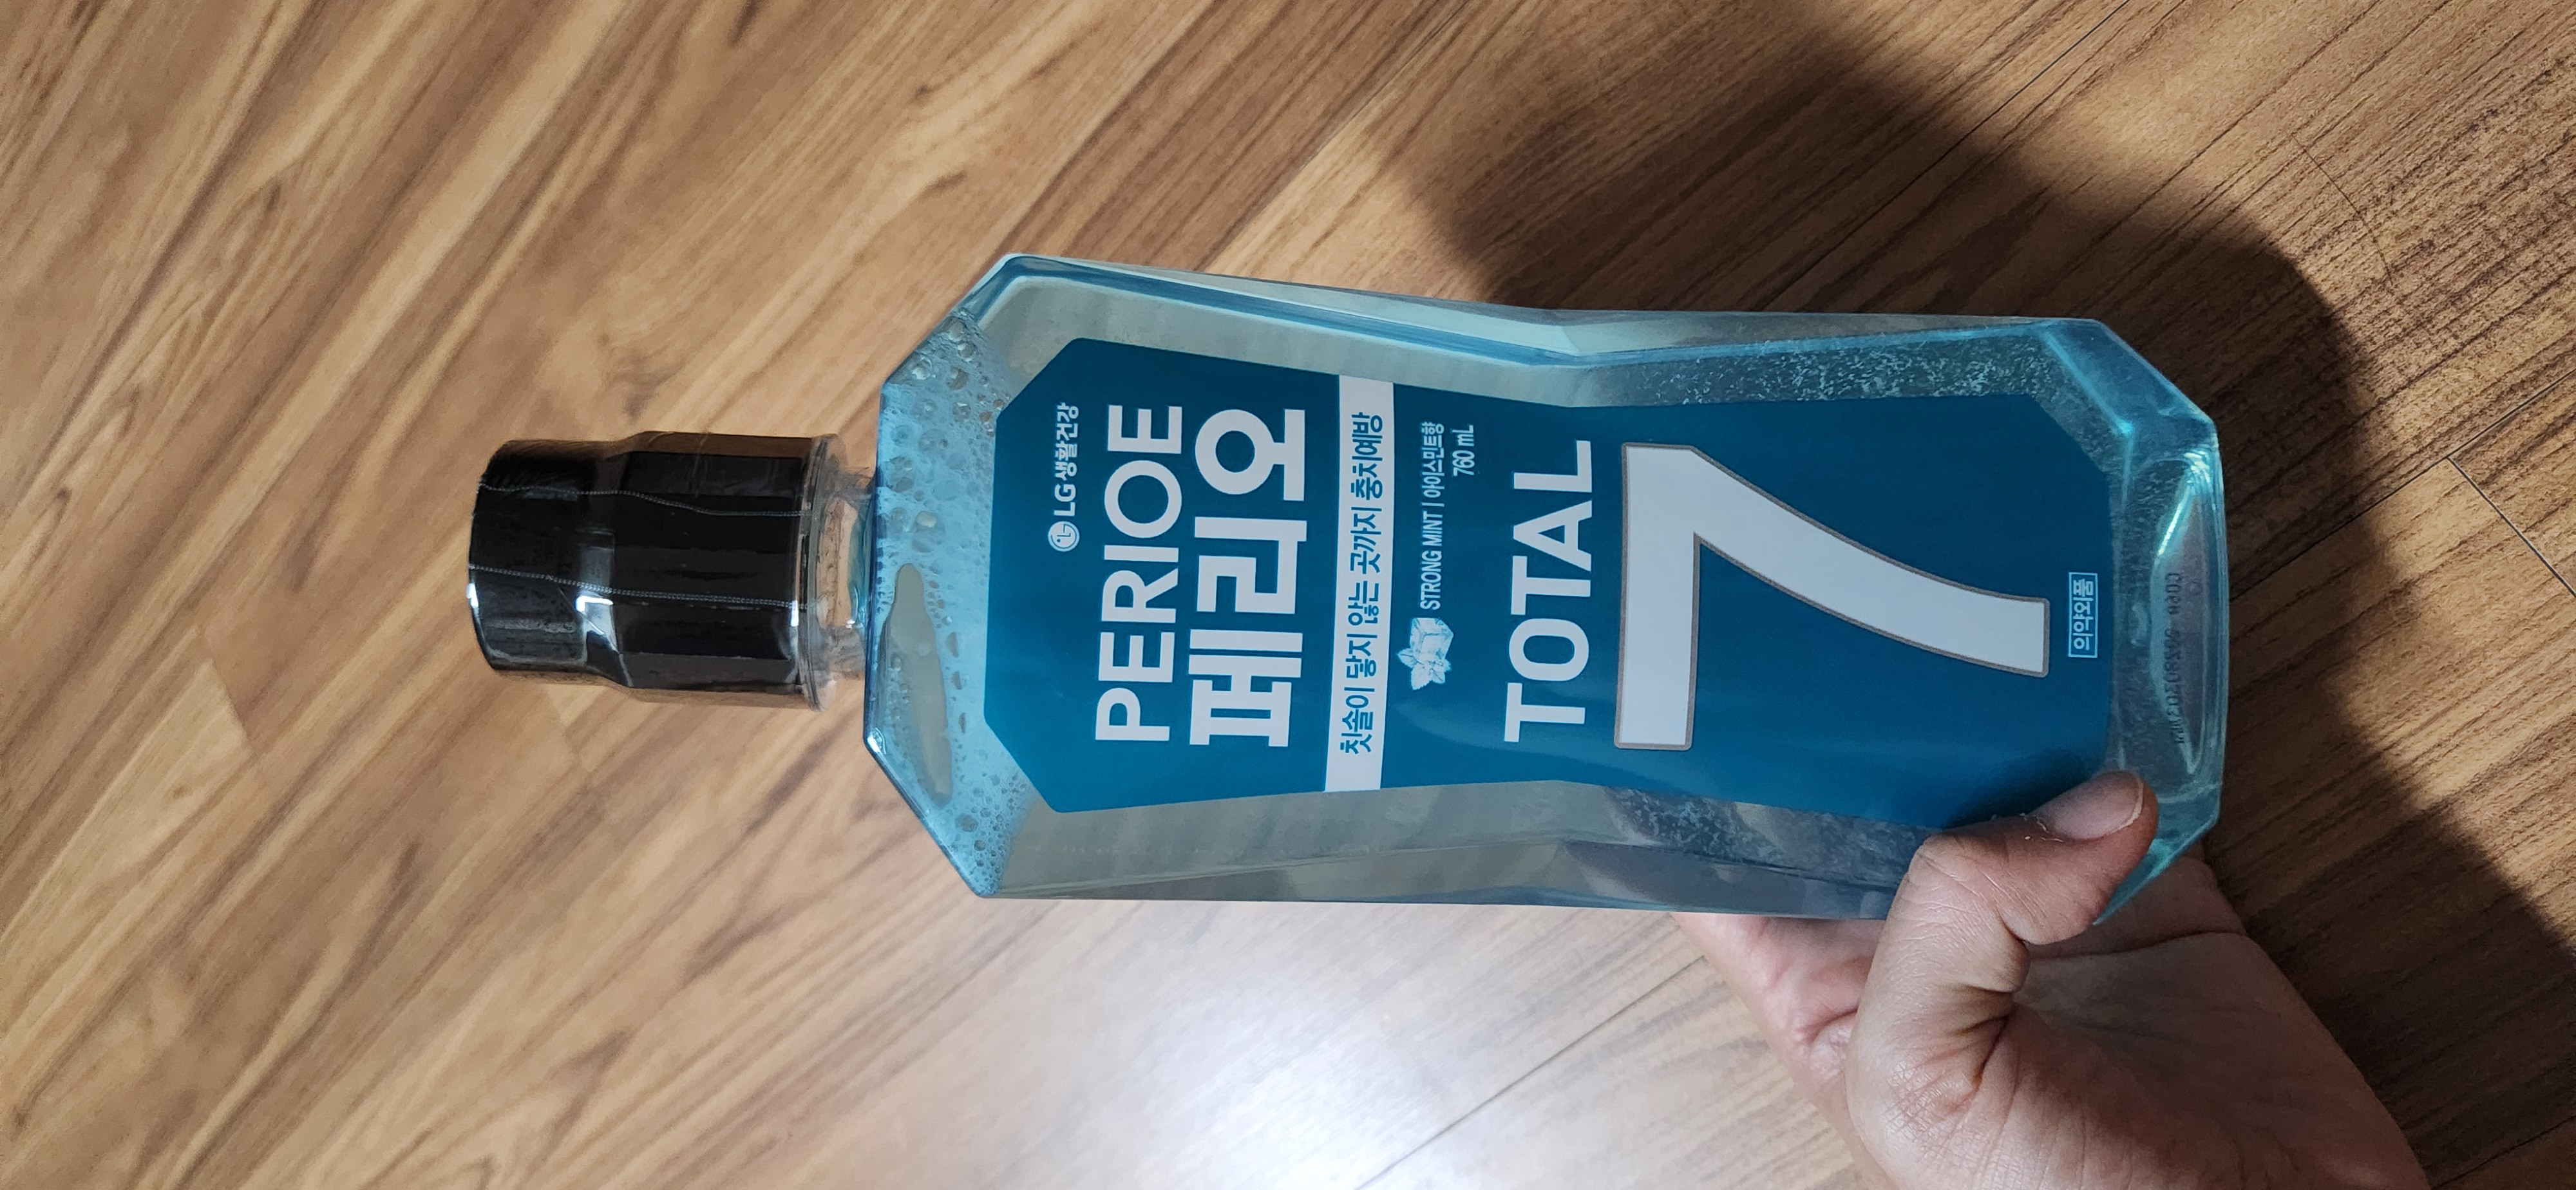 LG생활건강
PERIOE
페리오
칫솔이 닿지 않는 곳까지 충치예방
STRONG MINT | 아이스민트향
760 mL
TOTAL
7
의약외품